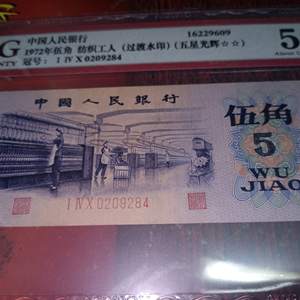 G 中国人民银行 16229609 5
NTY 1972年伍角 纺织工人 (过渡水印) (五星光辉☆☆)
冠号: I IV X 0209284
中国人民银行
伍角
5
WU
JIAO
I IV X 0209284